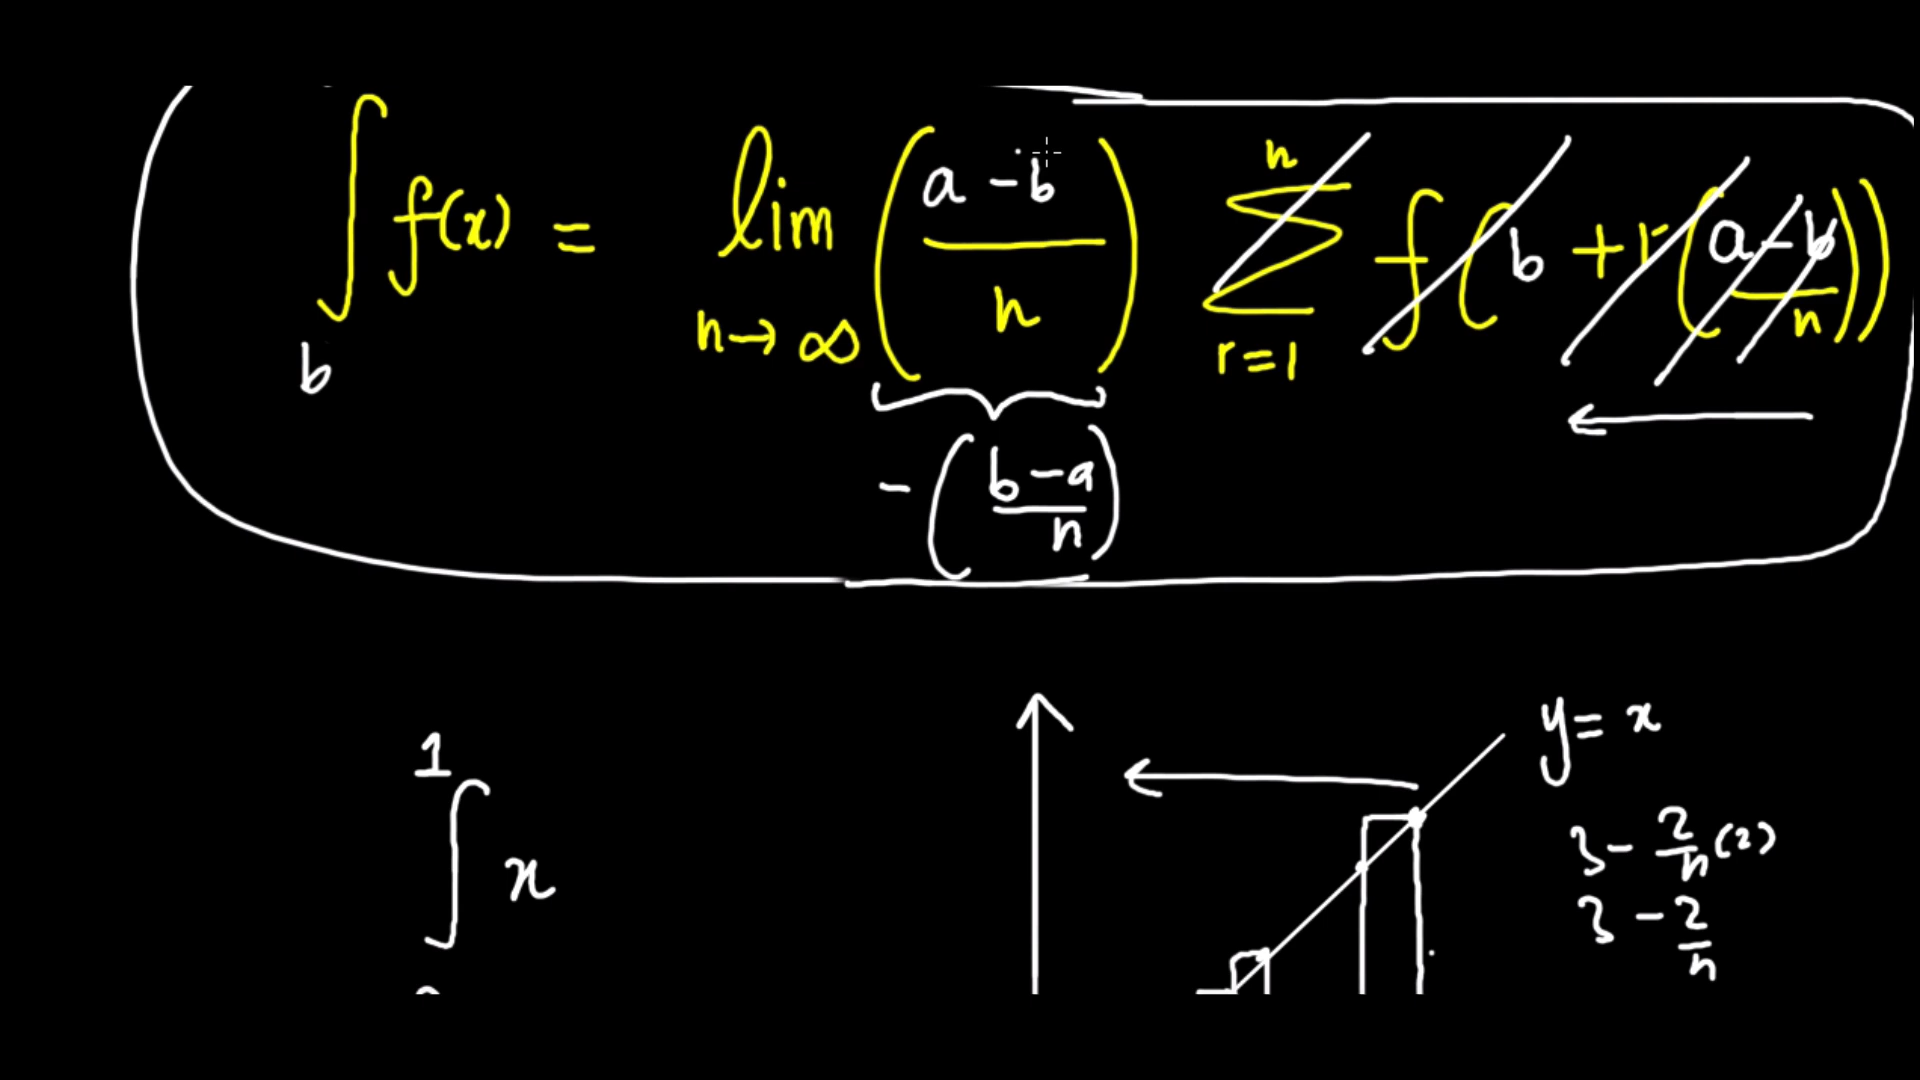 ∫ f(x) = lim (a - b / n) Σ f(b + r(a - b / n))
b n→∞ n r=1
-(b - a / n)
1 y = x
∫ x 3 - 2/n (2)
3 - 2/n